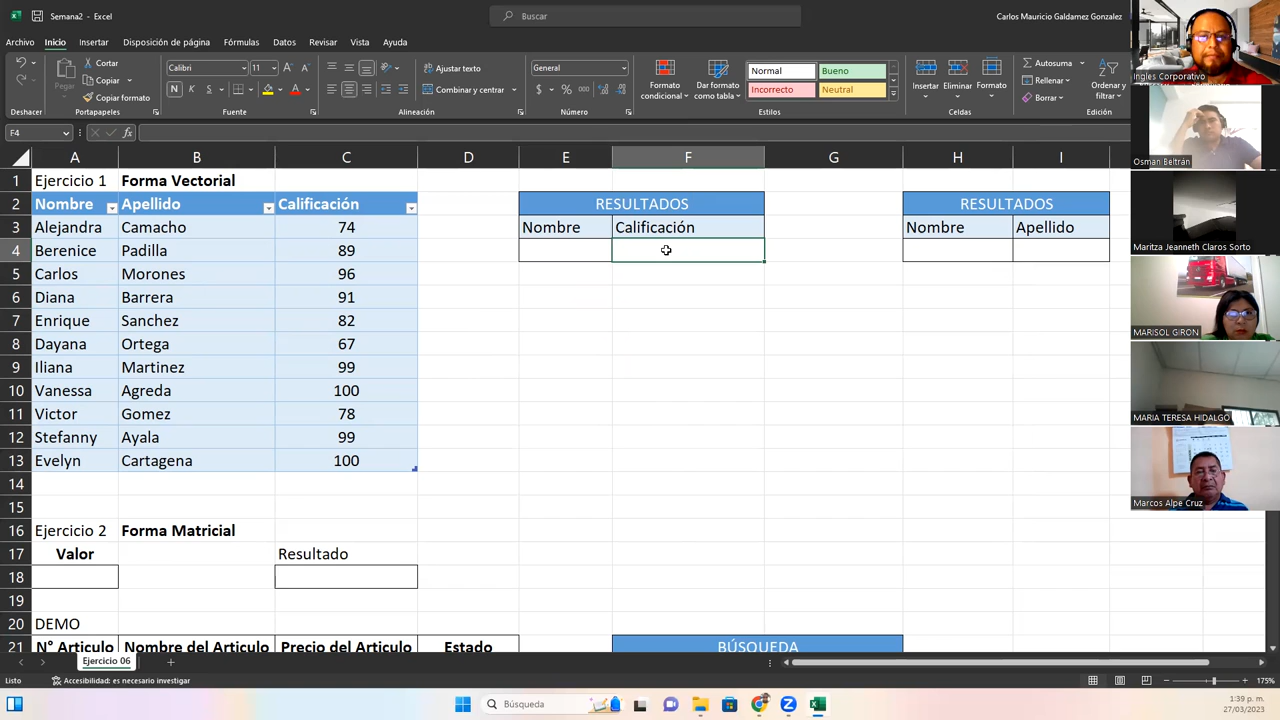 Semana2 - Excel
Buscar
Carlos Mauricio Galdamez Gonzalez
Archivo Inicio Insertar Disposición de página Fórmulas Datos Revisar Vista Ayuda
Pegar
Cortar
Copiar
Copiar formato
Calibri 11
N K S
Ajustar texto
General
Formato condicional
Dar formato como tabla
Normal Bueno
Incorrecto Neutral
Insertar Eliminar Formato
Autosuma
Rellenar
Borrar
Ordenar y filtrar
Deshacer Portapapeles Fuente Alineación Número Estilos Celdas Edición
F4
fx
A B C D E F G H I
1 Ejercicio 1 Forma Vectorial
2 Nombre Apellido Calificación RESULTADOS RESULTADOS
3 Alejandra Camacho 74 Nombre Calificación Nombre Apellido
4 Berenice Padilla 89
5 Carlos Morones 96
6 Diana Barrera 91
7 Enrique Sanchez 82
8 Dayana Ortega 67
9 Iliana Martinez 99
10 Vanessa Agreda 100
11 Victor Gomez 78
12 Stefanny Ayala 99
13 Evelyn Cartagena 100
14
15
16 Ejercicio 2 Forma Matricial
17 Valor Resultado
18
19
20 DEMO
21 N° Articulo Nombre del Articulo Precio del Articulo Estado BÚSQUEDA
Ejercicio 06
Listo
Accesibilidad: es necesario investigar
175%
Búsqueda
1:39 p. m.
27/03/2023
Ingles Corporativo
Osman Beltrán
Maritza Jeanneth Claros Sorto
MARISOL GIRON
MARIA TERESA HIDALGO
Marcos Alpe Cruz